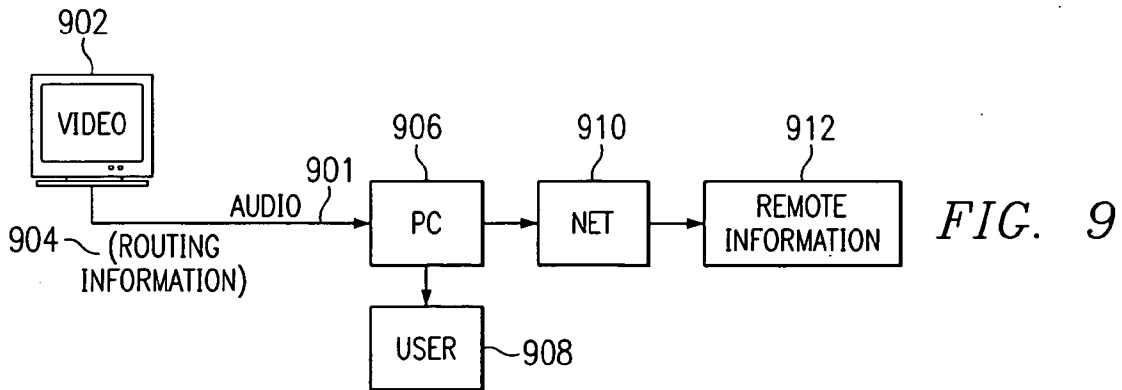 902
VIDEO
904
AUDIO
901
(ROUTING
INFORMATION)
906
PC
910
NET
912
REMOTE
INFORMATION
USER
908
FIG. 9